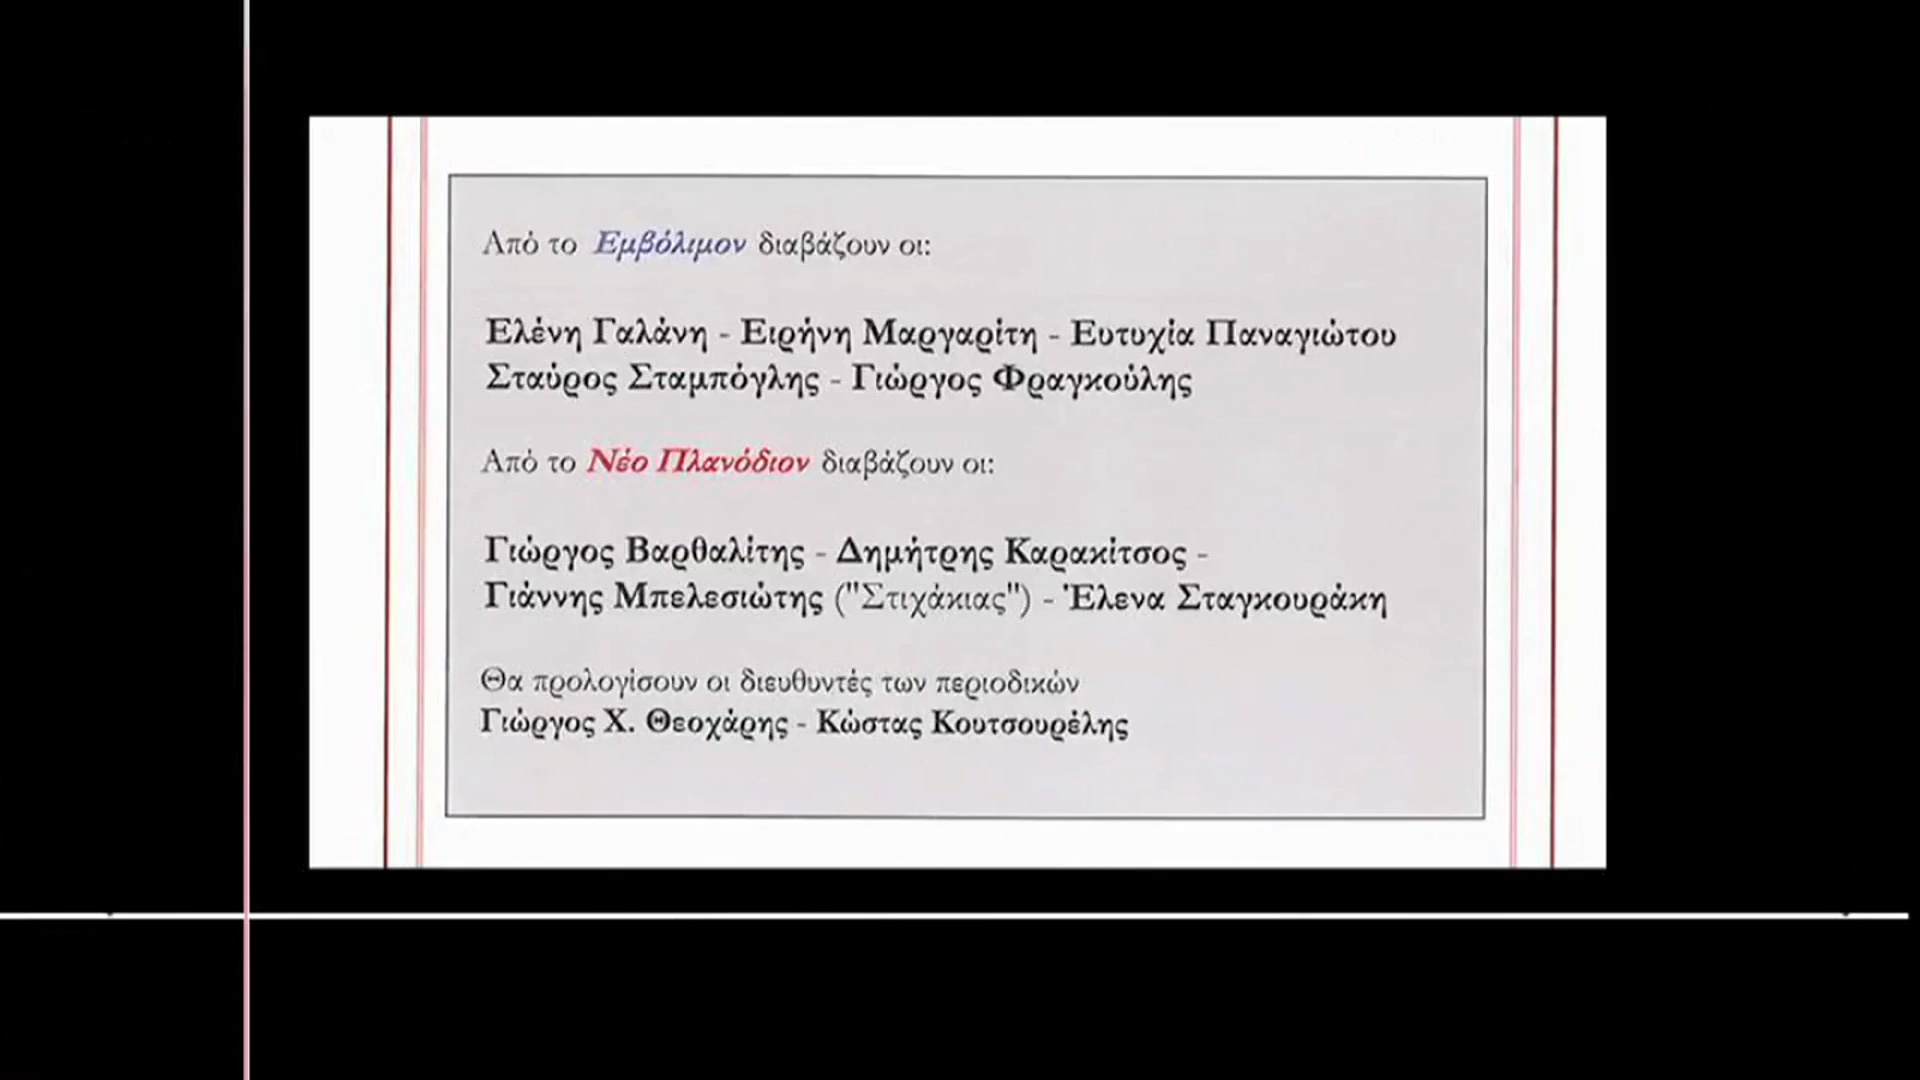 Από το Εμβόλιμον διαβάζουν οι:
Ελένη Γαλάνη - Ειρήνη Μαργαρίτη - Ευτυχία Παναγιώτου
Σταύρος Σταμπόγλης - Γιώργος Φραγκούλης
Από το Νέο Πλανόδιον διαβάζουν οι:
Γιώργος Βαρθαλίτης - Δημήτρης Καρακίτσος -
Γιάννης Μπελεσιώτης ("Στιχάκιας") - Έλενα Σταγκουράκη
Θα προλογίσουν οι διευθυντές των περιοδικών
Γιώργος Χ. Θεοχάρης - Κώστας Κουτσουρέλης